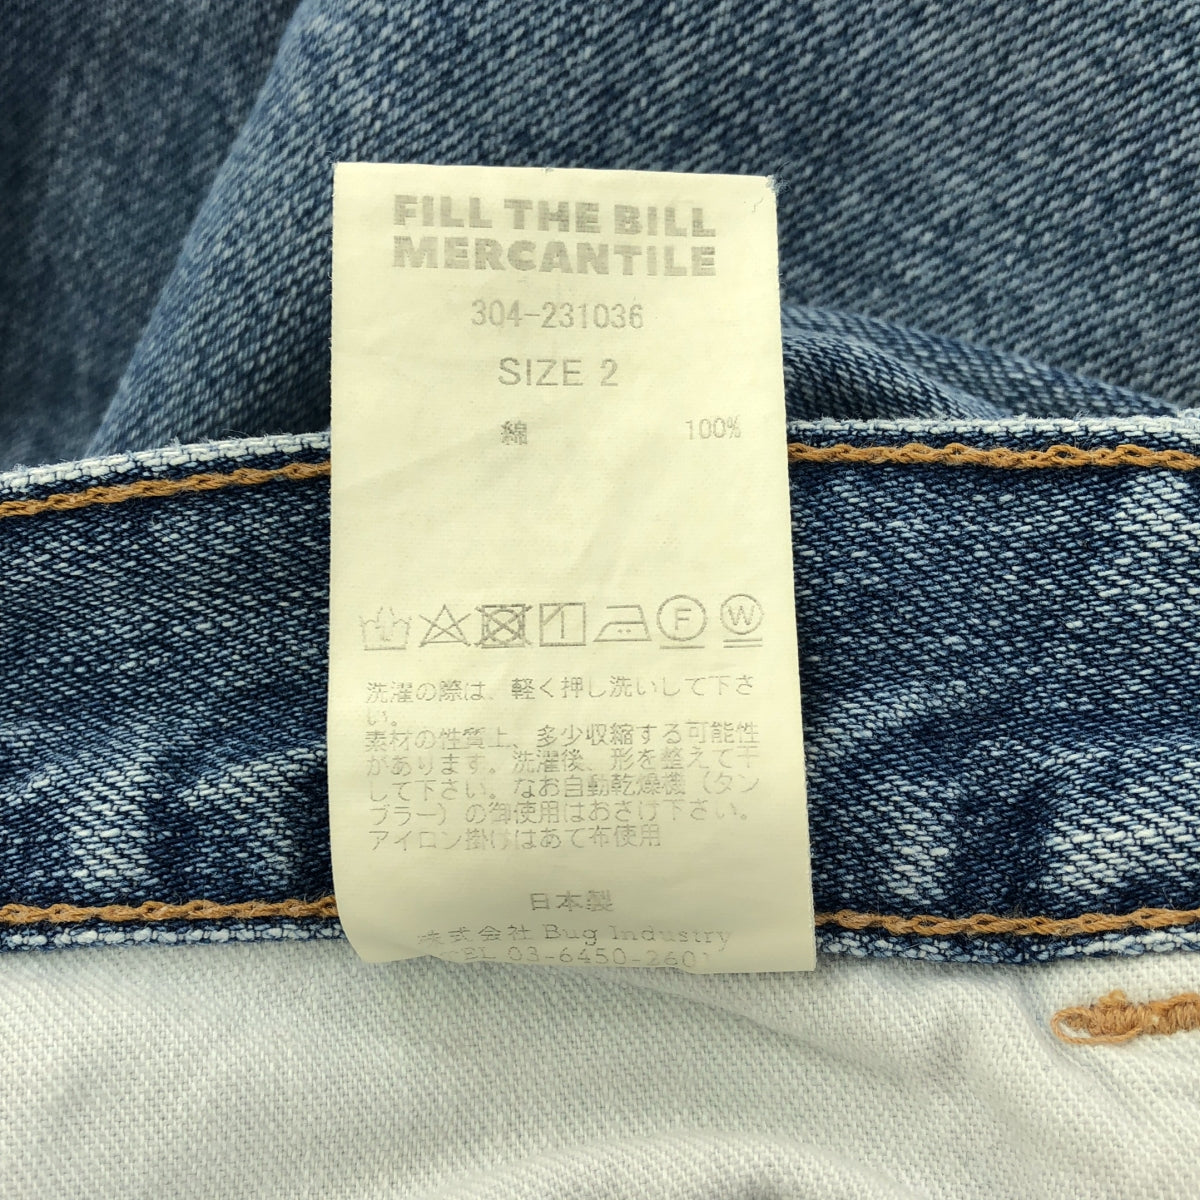 FILL THE BILL
MERCANTILE
304-231036
SIZE 2
綿 100%
F W
洗濯の際は、軽く押し洗いして下さ
い。
素材の性質上、多少収縮する可能性
があります。洗濯後、形を整えて干
して下さい。なお自動乾燥機（タン
ブラー）の御使用はおさけ下さい。
アイロン掛けはあて布使用
日本製
株式会社 Bug Industry
TEL 03-6450-2601